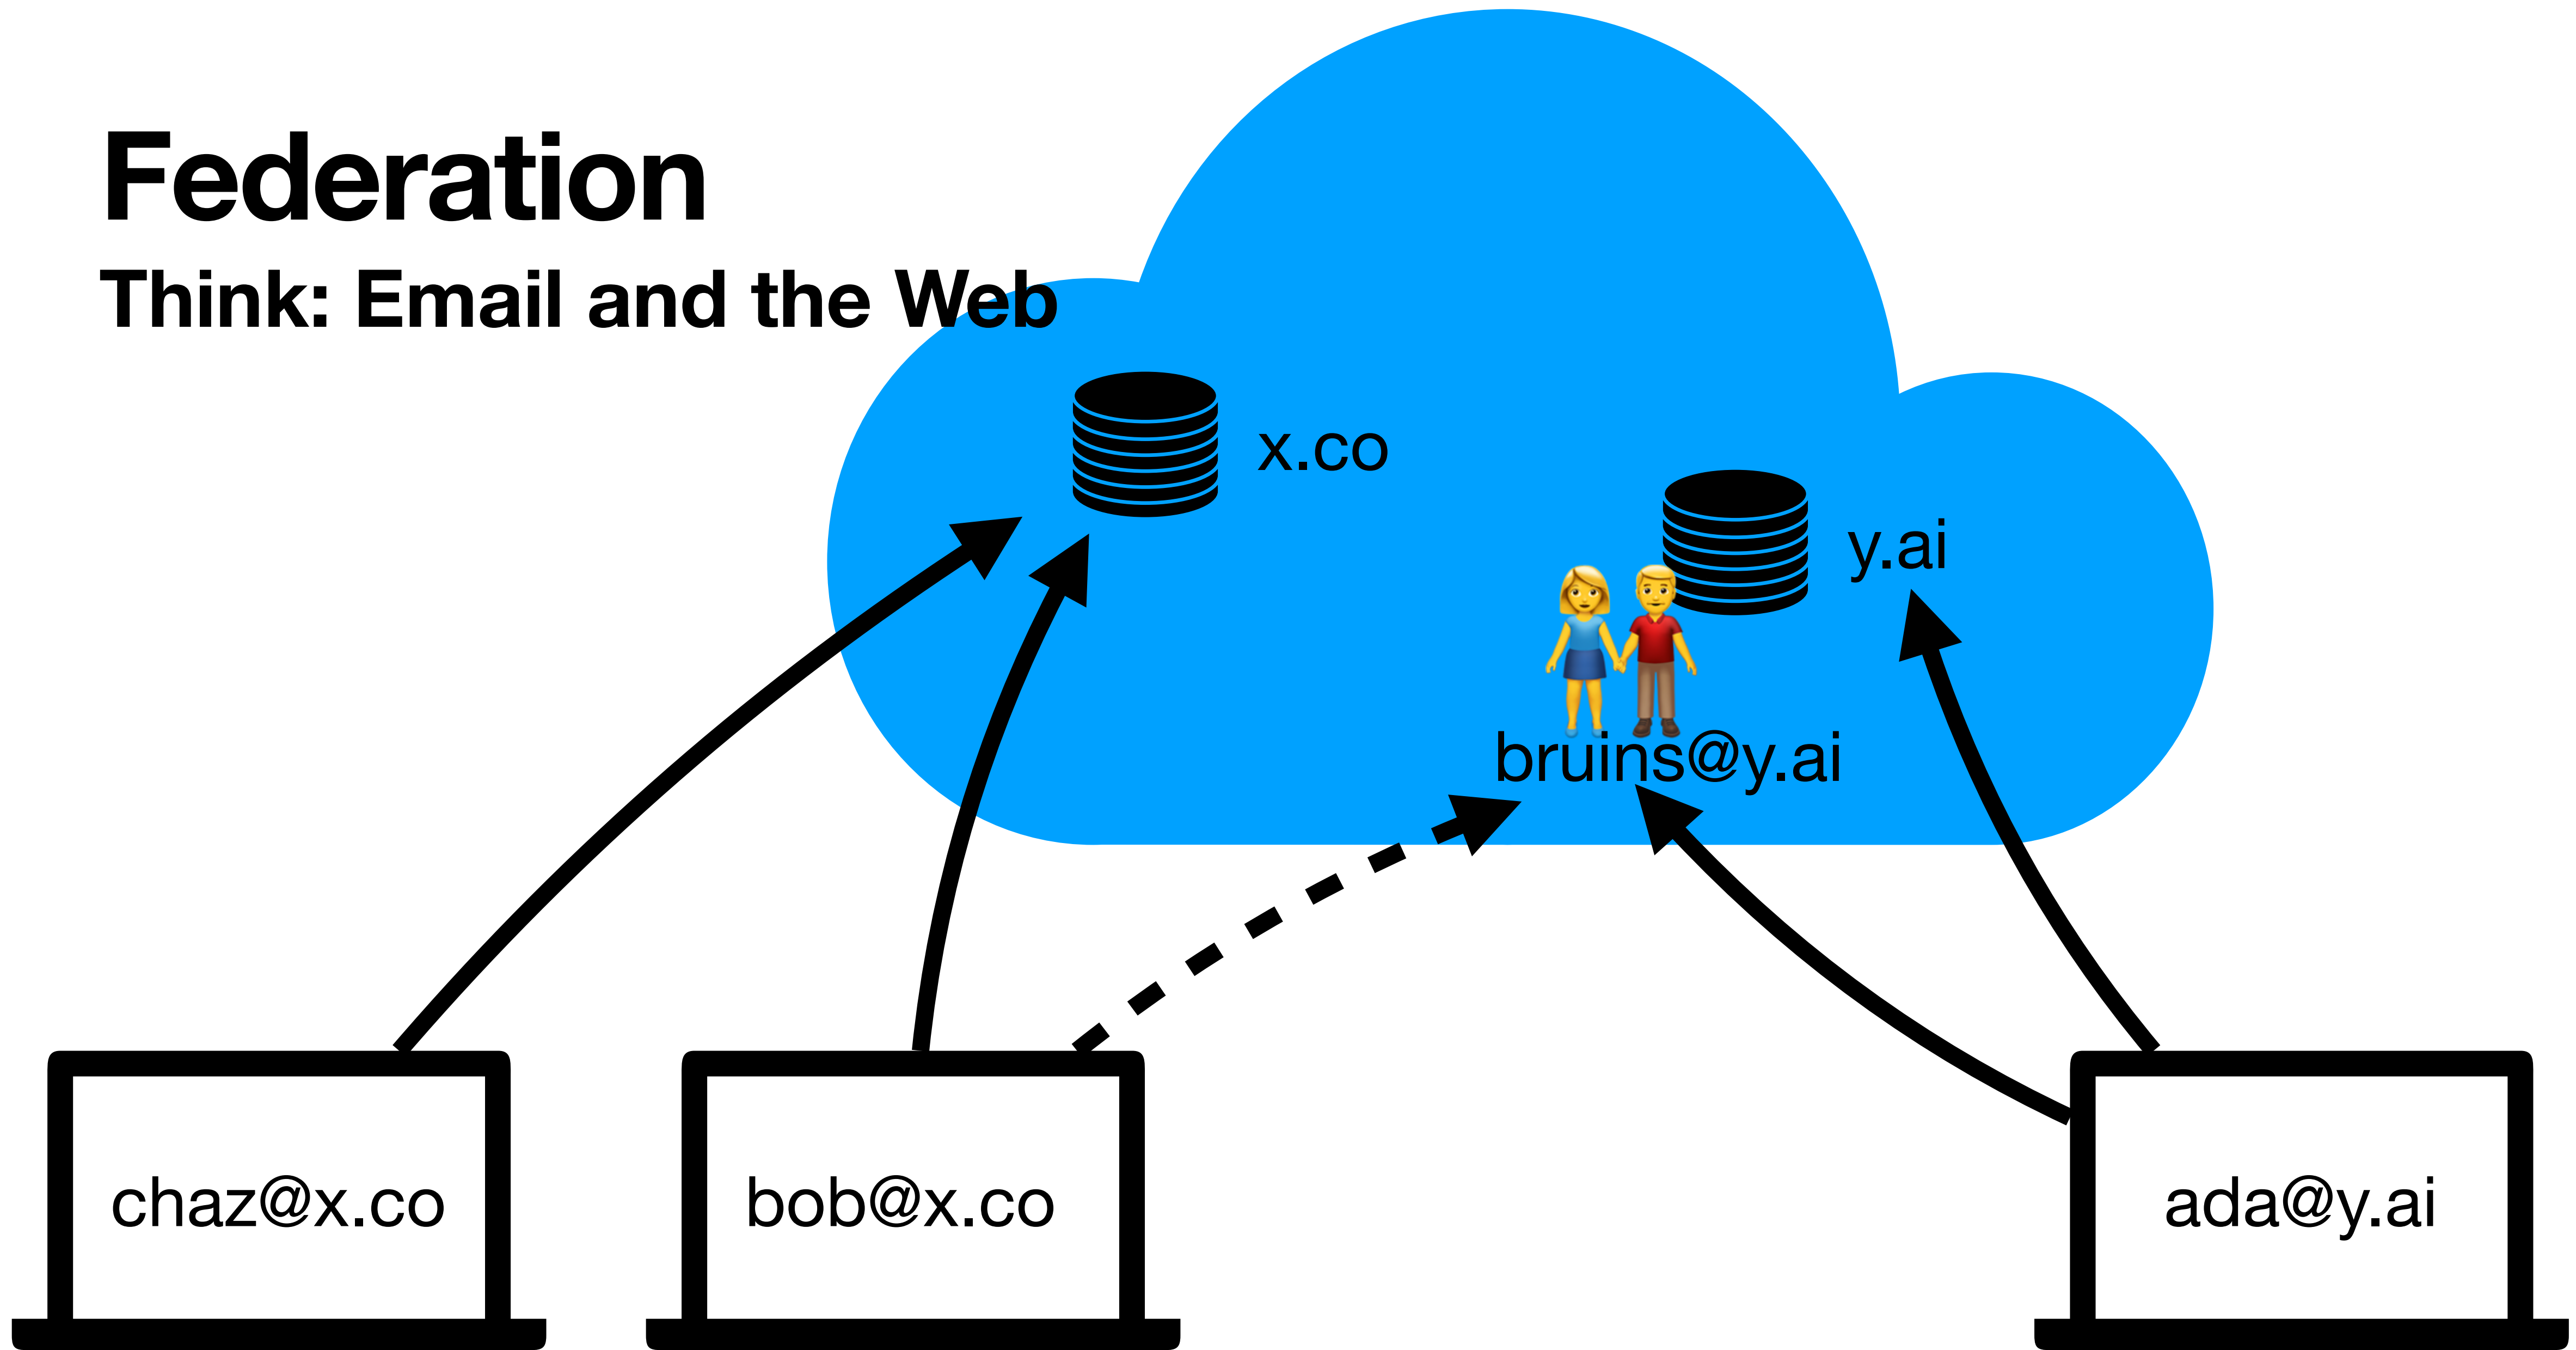 Federation
Think: Email and the Web
x.co
y.ai
bruins@y.ai
chaz@x.co
bob@x.co
ada@y.ai